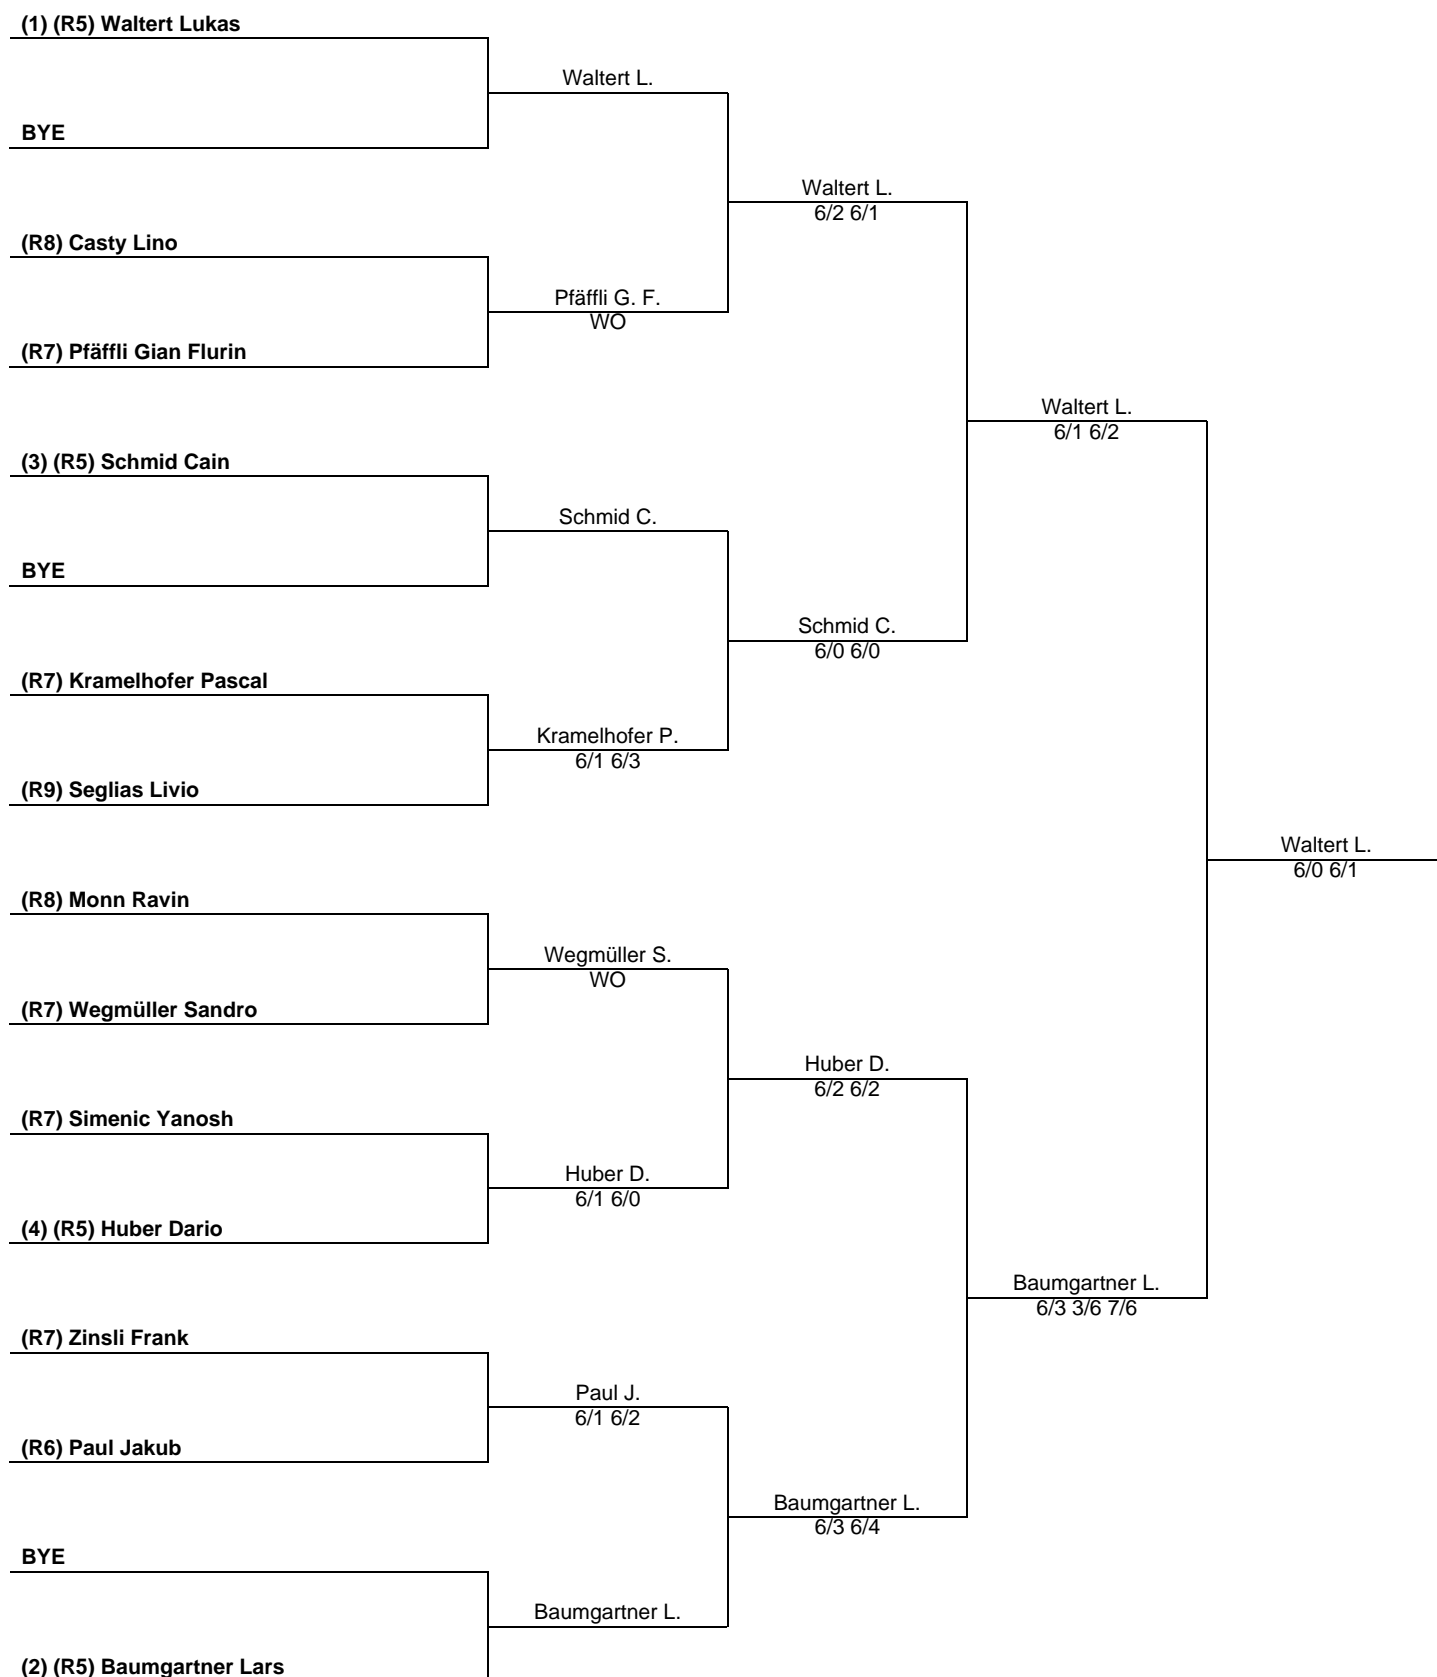 (1) (R5) Waltert Lukas
Waltert L.
BYE
Waltert L.
6/2 6/1
(R8) Casty Lino
Pfäffli G. F.
WO
(R7) Pfäffli Gian Flurin
Waltert L.
6/1 6/2
(3) (R5) Schmid Cain
Schmid C.
BYE
Schmid C.
6/0 6/0
(R7) Kramelhofer Pascal
Kramelhofer P.
6/1 6/3
(R9) Seglias Livio
Waltert L.
6/0 6/1
(R8) Monn Ravin
Wegmüller S.
WO
(R7) Wegmüller Sandro
Huber D.
6/2 6/2
(R7) Simenic Yanosh
Huber D.
6/1 6/0
(4) (R5) Huber Dario
Baumgartner L.
6/3 3/6 7/6
(R7) Zinsli Frank
Paul J.
6/1 6/2
(R6) Paul Jakub
Baumgartner L.
6/3 6/4
BYE
Baumgartner L.
(2) (R5) Baumgartner Lars